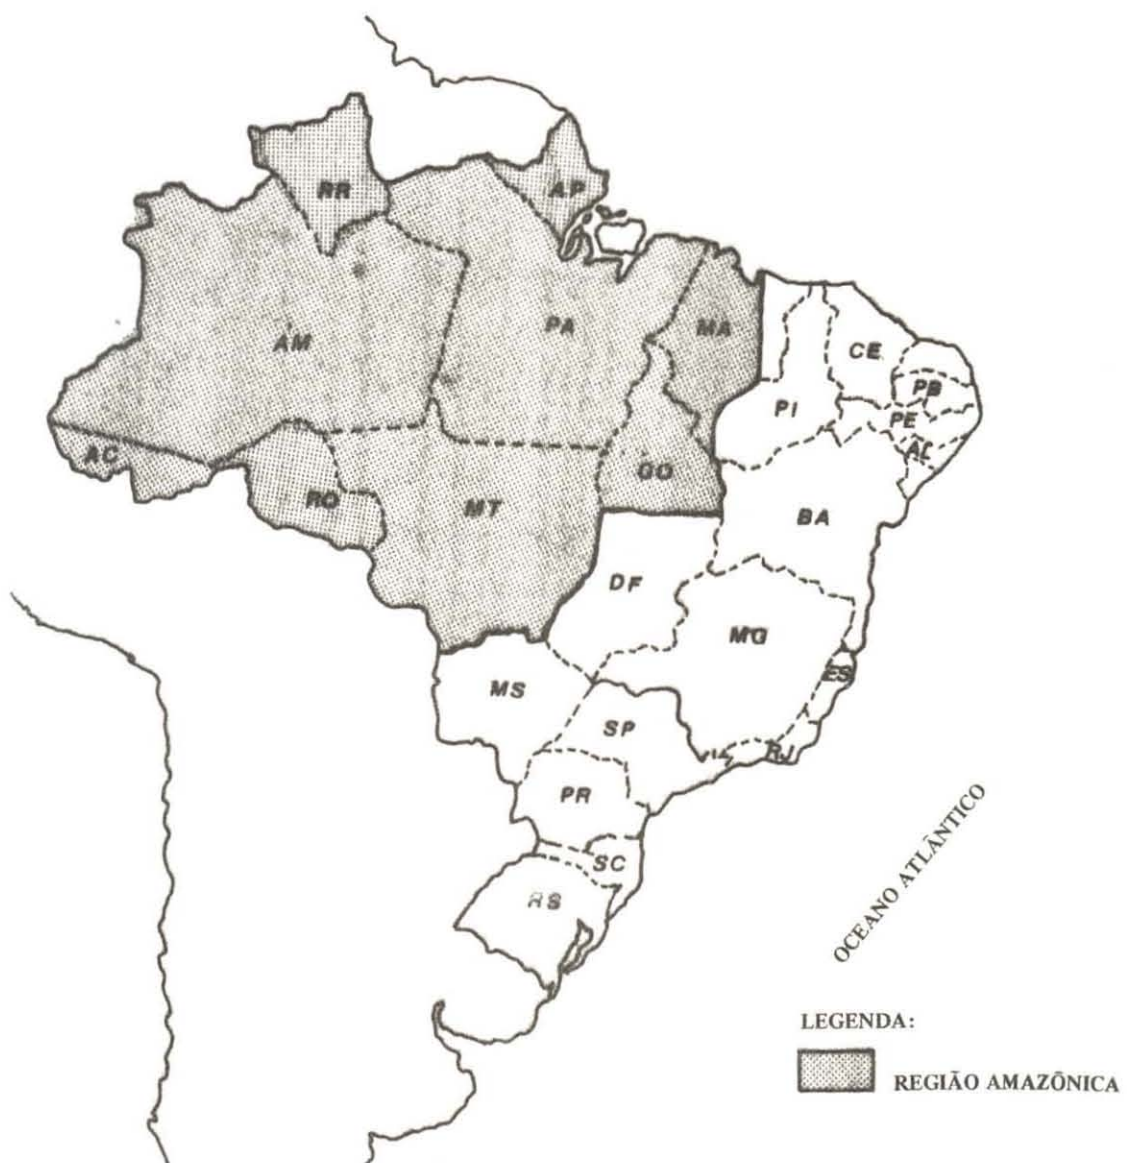 RR
AP
AM
PA
MA
CE
PB
PI
PE
AL
AC
RO
MT
GO
BA
DF
MG
ES
MS
SP
RJ
PR
SC
RS
OCEANO ATLÂNTICO
LEGENDA:
REGIÃO AMAZÔNICA